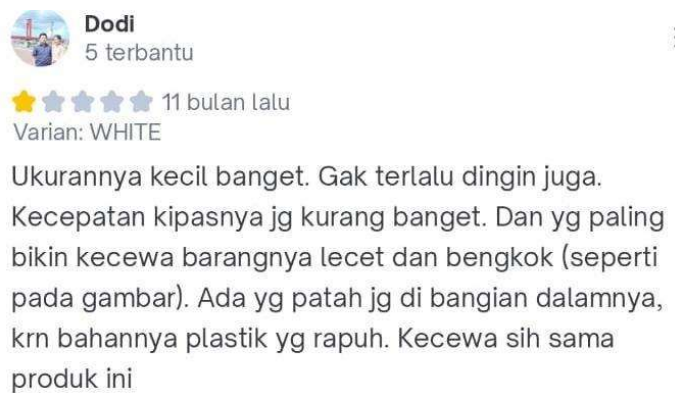 Dodi
5 terbantu
11 bulan lalu
Varian: WHITE
Ukurannya kecil banget. Gak terlalu dingin juga.
Kecepatan kipasnya jg kurang banget. Dan yg paling
bikin kecewa barangnya lecet dan bengkok (seperti
pada gambar). Ada yg patah jg di bangian dalamnya,
krn bahannya plastik yg rapuh. Kecewa sih sama
produk ini